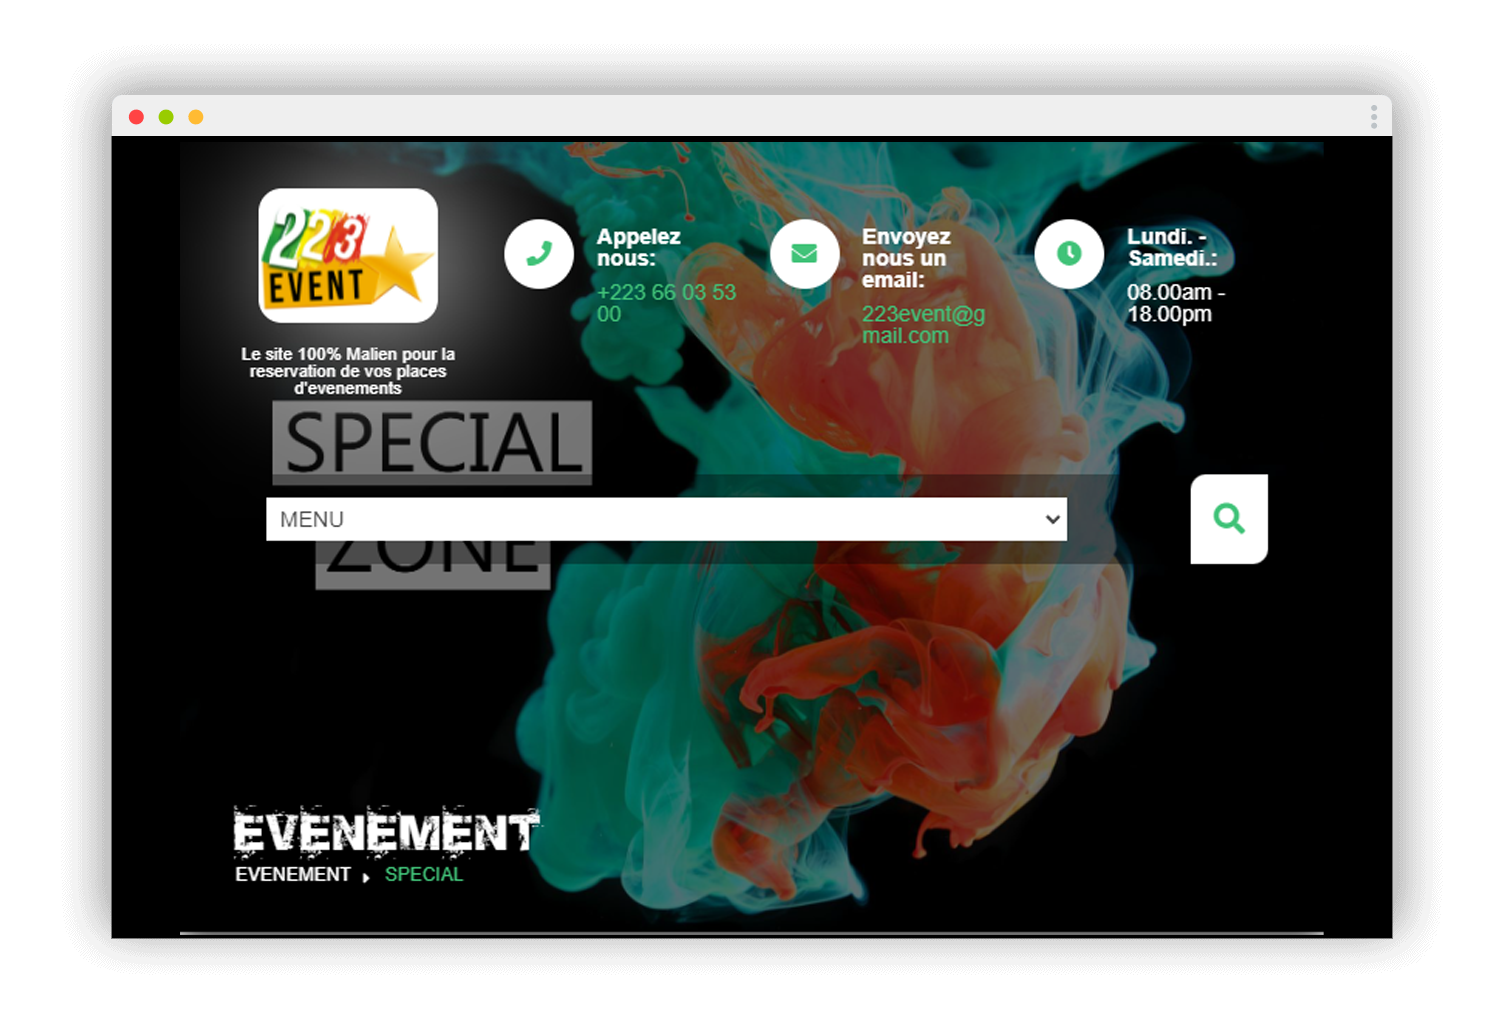 223
EVENT
Le site 100% Malien pour la
reservation de vos places
d'evenements
Appelez
nous:
+223 66 03 53
00
Envoyez
nous un
email:
223event@g
mail.com
Lundi. -
Samedi.:
08.00am -
18.00pm
SPECIAL
MENU
ZONE
EVENEMENT
EVENEMENT SPECIAL